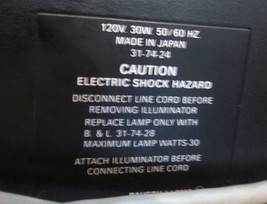 120V. 30W. 50/60 HZ.
MADE IN JAPAN
31-74-24
CAUTION
ELECTRIC SHOCK HAZARD
DISCONNECT LINE CORD BEFORE
REMOVING ILLUMINATOR
REPLACE LAMP ONLY WITH
B. & L. 31-74-28
MAXIMUM LAMP WATTS-30
ATTACH ILLUMINATOR BEFORE
CONNECTING LINE CORD